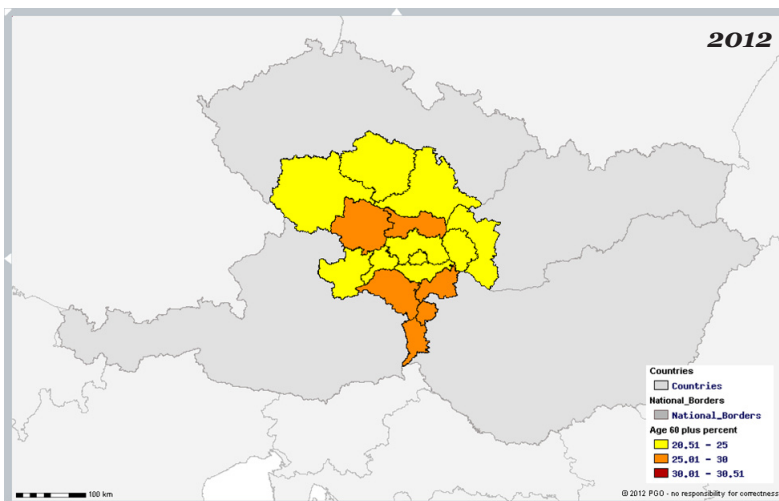 2012
Countries
Countries
National_Borders
National_Borders
Age 60 plus percent
20.51 - 25
25.01 - 30
30.01 - 30.51
100 km
© 2012 PGO - no responsibility for correctness